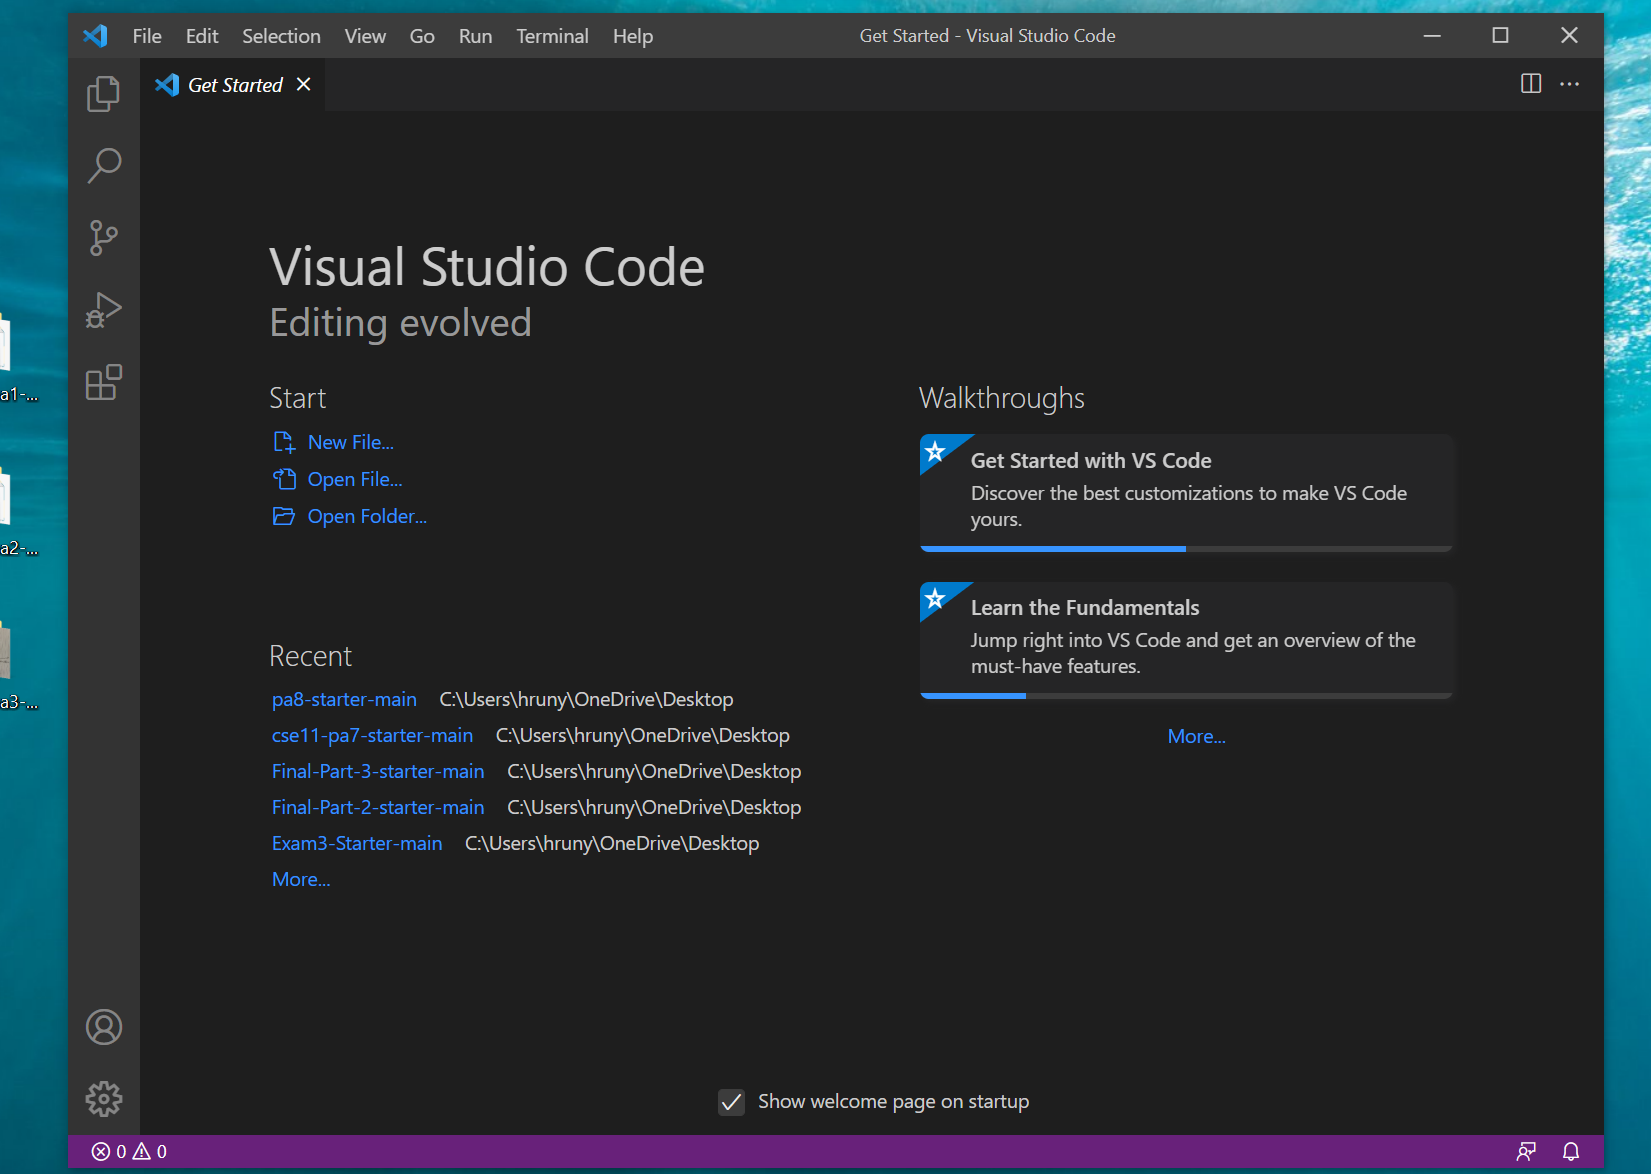 File Edit Selection View Go Run Terminal Help
Get Started - Visual Studio Code
Get Started
Visual Studio Code
Editing evolved
Start
New File...
Open File...
Open Folder...
Recent
pa8-starter-main C:\Users\hruny\OneDrive\Desktop
cse11-pa7-starter-main C:\Users\hruny\OneDrive\Desktop
Final-Part-3-starter-main C:\Users\hruny\OneDrive\Desktop
Final-Part-2-starter-main C:\Users\hruny\OneDrive\Desktop
Exam3-Starter-main C:\Users\hruny\OneDrive\Desktop
More...
Walkthroughs
Get Started with VS Code
Discover the best customizations to make VS Code
yours.
Learn the Fundamentals
Jump right into VS Code and get an overview of the
must-have features.
More...
Show welcome page on startup
0 0
a1-...
a2-...
a3-...